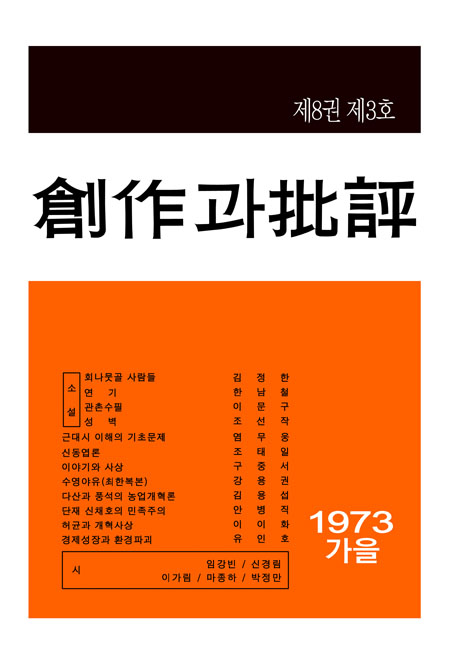 제8권 제3호
創作과批評
소설
회나뭇골 사람들 김정한
연기 한남철
관촌수필 이문구
성벽 조선작
근대시 이해의 기초문제 염무웅
신동엽론 조태일
이야기와 사상 구중서
수영야유(최한복본) 강용권
다산과 풍석의 농업개혁론 김용섭
단재 신채호의 민족주의 안병직
허균과 개혁사상 이이화
경제성장과 환경파괴 유인호
1973
가을
시
임강빈 / 신경림
이가림 / 마종하 / 박정만